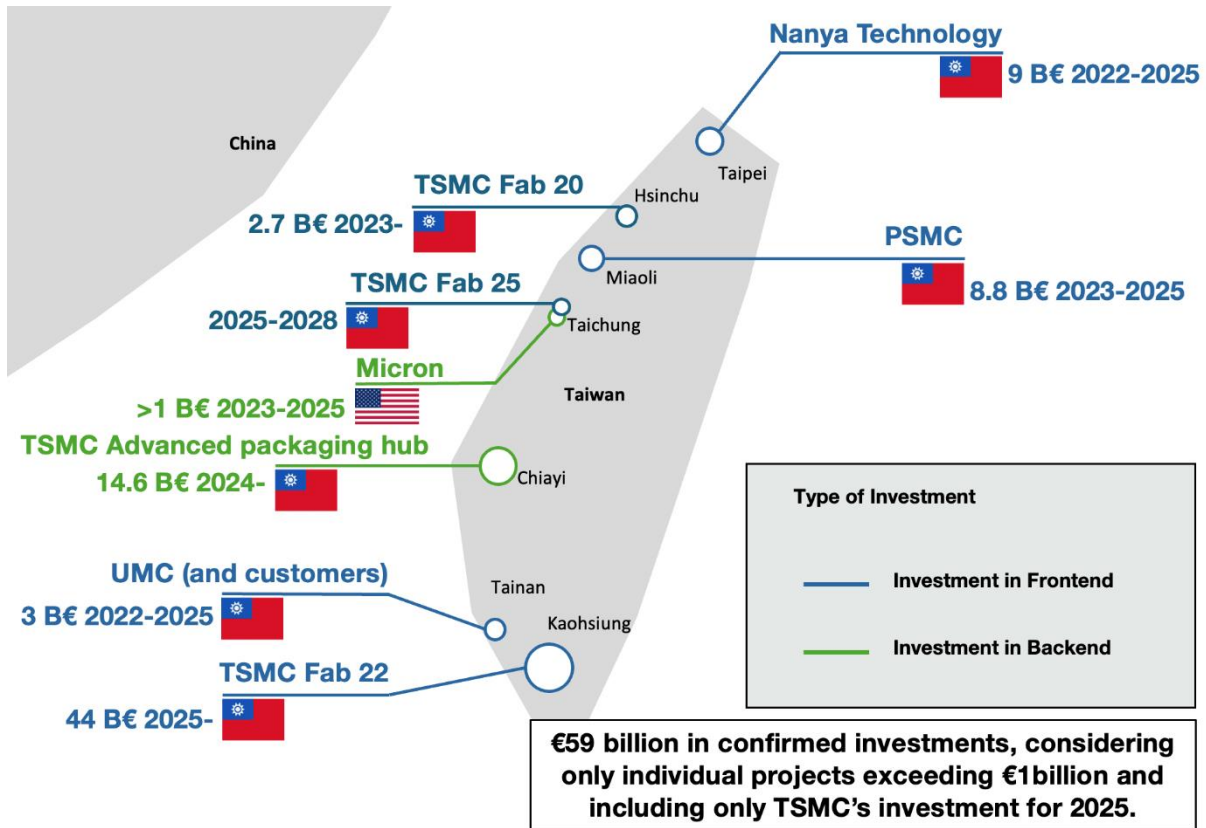 Nanya Technology
9 B€ 2022-2025
China
Taipei
TSMC Fab 20
Hsinchu
2.7 B€ 2023-
PSMC
Miaoli
8.8 B€ 2023-2025
TSMC Fab 25
2025-2028
Taichung
Micron
Taiwan
>1 B€ 2023-2025
TSMC Advanced packaging hub
14.6 B€ 2024-
Chiayi
Type of Investment
Investment in Frontend
Investment in Backend
UMC (and customers)
Tainan
3 B€ 2022-2025
Kaohsiung
TSMC Fab 22
44 B€ 2025-
€59 billion in confirmed investments, considering
only individual projects exceeding €1billion and
including only TSMC’s investment for 2025.